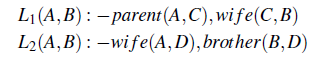 L₁(A,B) : −parent(A,C),wife(C,B)
L₂(A,B) : −wife(A,D),brother(B,D)